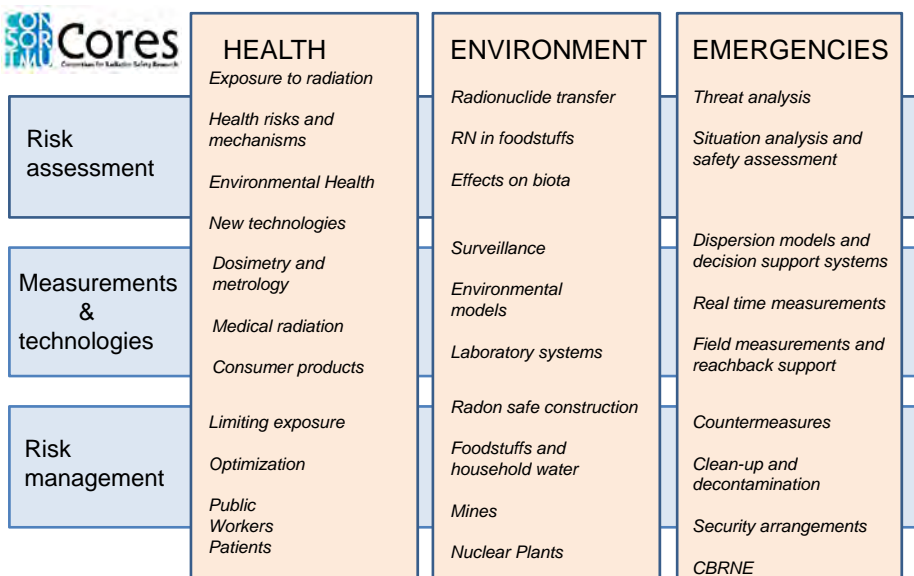 CON
SOR
TIUM
Cores
Consortium for Radiation Safety Research
HEALTH
Exposure to radiation
Health risks and
mechanisms
Environmental Health
New technologies
Dosimetry and
metrology
Medical radiation
Consumer products
Limiting exposure
Optimization
Public
Workers
Patients
ENVIRONMENT
Radionuclide transfer
RN in foodstuffs
Effects on biota
Surveillance
Environmental
models
Laboratory systems
Radon safe construction
Foodstuffs and
household water
Mines
Nuclear Plants
EMERGENCIES
Threat analysis
Situation analysis and
safety assessment
Dispersion models and
decision support systems
Real time measurements
Field measurements and
reachback support
Countermeasures
Clean-up and
decontamination
Security arrangements
CBRNE
Risk
assessment
Measurements
&
technologies
Risk
management